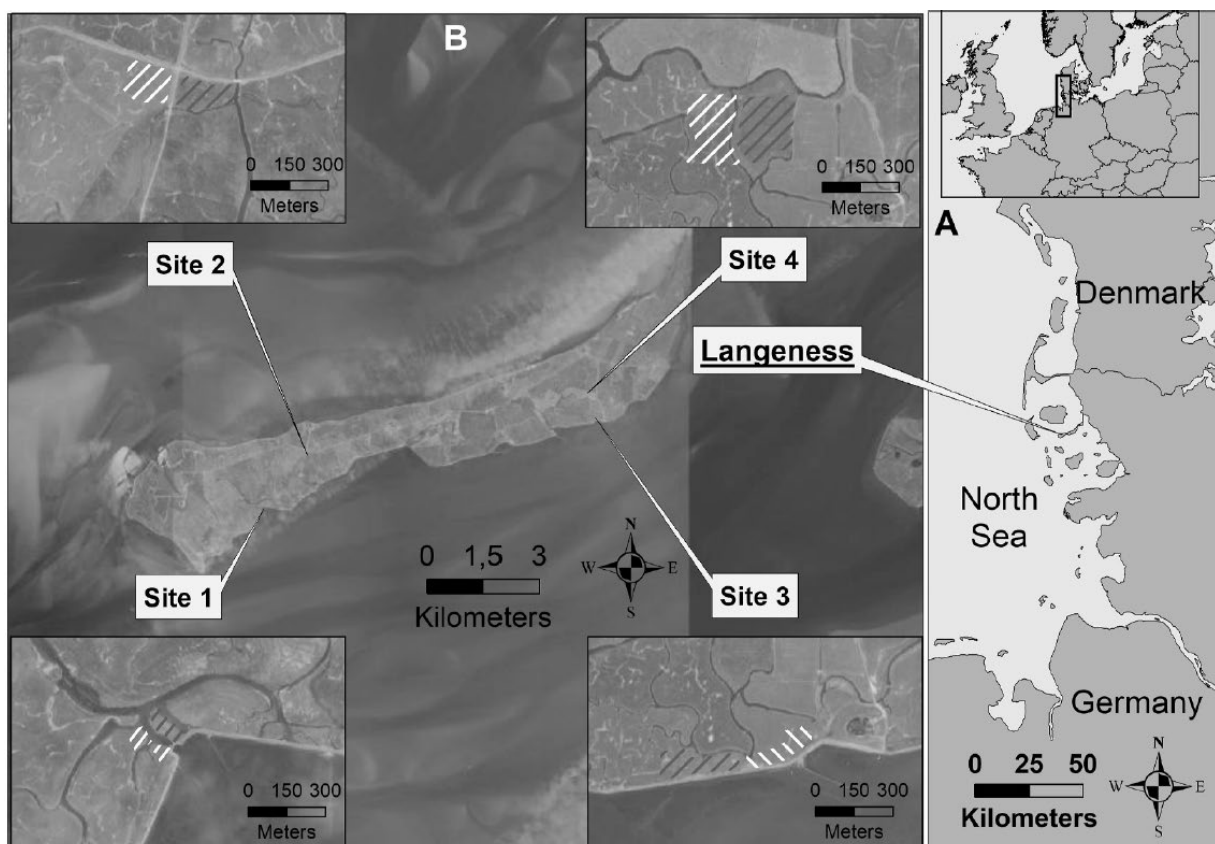 B
0 150 300
Meters
0 150 300
Meters
Site 2
Site 4
Langeness
Site 1
Site 3
0 1,5 3
Kilometers
N
W E
S
0 150 300
Meters
0 150 300
Meters
A
Denmark
North
Sea
Germany
0 25 50
Kilometers
N
W E
S